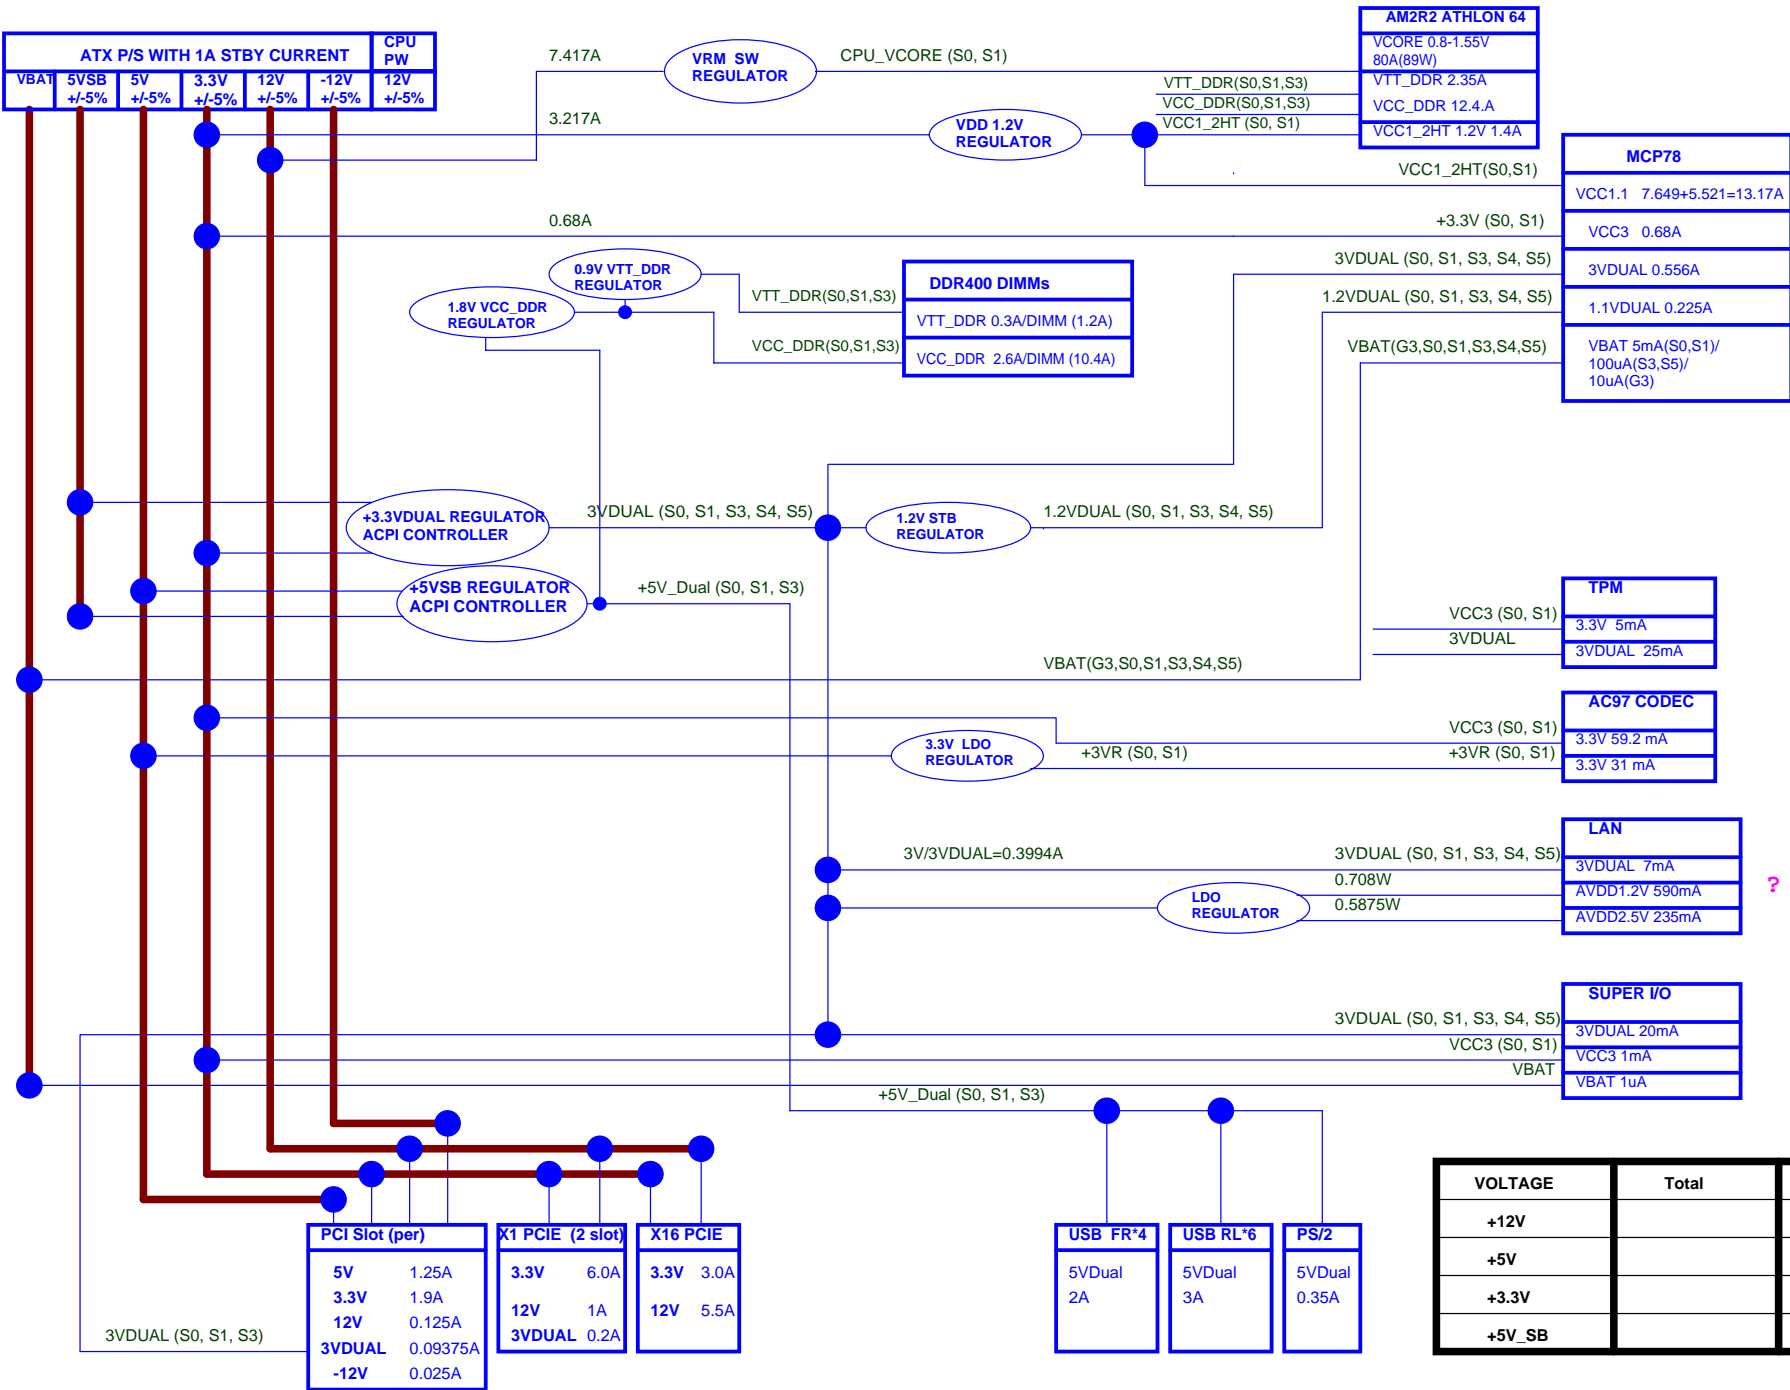 ATX P/S WITH 1A STBY CURRENT
CPU
PW
VBAT
5VSB
+/-5%
5V
+/-5%
3.3V
+/-5%
12V
+/-5%
-12V
+/-5%
12V
+/-5%
7.417A
VRM SW
REGULATOR
CPU_VCORE (S0, S1)
AM2R2 ATHLON 64
VCORE 0.8-1.55V
80A(89W)
VTT_DDR(S0,S1,S3)
VTT_DDR 2.35A
VCC_DDR(S0,S1,S3)
VCC_DDR 12.4.A
3.217A
VDD 1.2V
REGULATOR
VCC1_2HT (S0, S1)
VCC1_2HT 1.2V 1.4A
MCP78
VCC1_2HT(S0,S1)
VCC1.1 7.649+5.521=13.17A
0.68A
+3.3V (S0, S1)
VCC3 0.68A
3VDUAL (S0, S1, S3, S4, S5)
3VDUAL 0.556A
1.2VDUAL (S0, S1, S3, S4, S5)
1.1VDUAL 0.225A
VBAT(G3,S0,S1,S3,S4,S5)
VBAT 5mA(S0,S1)/
100uA(S3,S5)/
10uA(G3)
0.9V VTT_DDR
REGULATOR
1.8V VCC_DDR
REGULATOR
VTT_DDR(S0,S1,S3)
VCC_DDR(S0,S1,S3)
DDR400 DIMMs
VTT_DDR 0.3A/DIMM (1.2A)
VCC_DDR 2.6A/DIMM (10.4A)
+3.3VDUAL REGULATOR
ACPI CONTROLLER
3VDUAL (S0, S1, S3, S4, S5)
1.2V STB
REGULATOR
1.2VDUAL (S0, S1, S3, S4, S5)
+5VSB REGULATOR
ACPI CONTROLLER
+5V_Dual (S0, S1, S3)
TPM
VCC3 (S0, S1)
3.3V 5mA
3VDUAL
3VDUAL 25mA
VBAT(G3,S0,S1,S3,S4,S5)
AC97 CODEC
VCC3 (S0, S1)
3.3V 59.2 mA
3.3V LDO
REGULATOR
+3VR (S0, S1)
+3VR (S0, S1)
3.3V 31 mA
LAN
3V/3VDUAL=0.3994A
3VDUAL (S0, S1, S3, S4, S5)
3VDUAL 7mA
LDO
REGULATOR
0.708W
AVDD1.2V 590mA
0.5875W
AVDD2.5V 235mA
?
SUPER I/O
3VDUAL (S0, S1, S3, S4, S5)
3VDUAL 20mA
VCC3 (S0, S1)
VCC3 1mA
VBAT
VBAT 1uA
+5V_Dual (S0, S1, S3)
3VDUAL (S0, S1, S3)
PCI Slot (per)
5V 1.25A
3.3V 1.9A
12V 0.125A
3VDUAL 0.09375A
-12V 0.025A
X1 PCIE (2 slot)
3.3V 6.0A
12V 1A
3VDUAL 0.2A
X16 PCIE
3.3V 3.0A
12V 5.5A
USB FR*4
5VDual
2A
USB RL*6
5VDual
3A
PS/2
5VDual
0.35A
VOLTAGE Total
+12V
+5V
+3.3V
+5V_SB